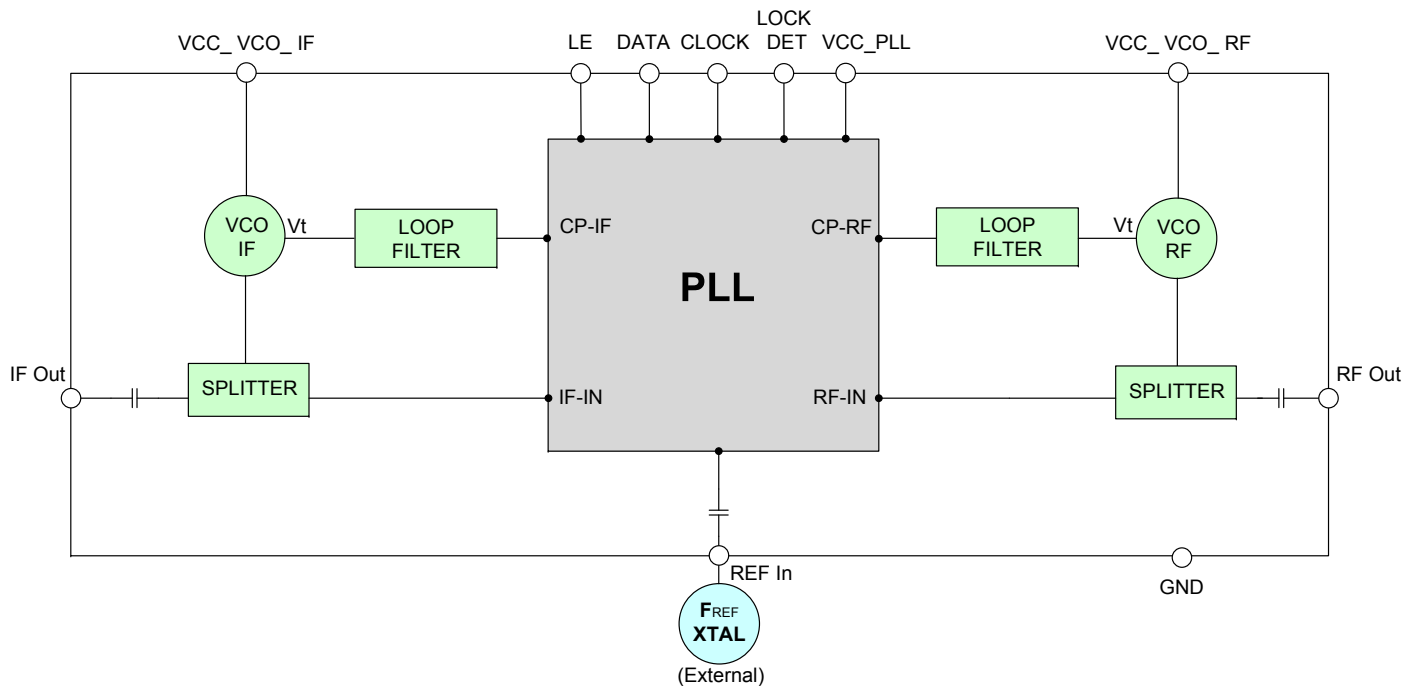 VCC_ VCO_ IF
LE
DATA
CLOCK
LOCK
DET
VCC_PLL
VCC_ VCO_ RF
VCO
IF
Vt
LOOP
FILTER
CP-IF
CP-RF
LOOP
FILTER
Vt
VCO
RF
PLL
IF Out
SPLITTER
IF-IN
RF-IN
SPLITTER
RF Out
REF In
GND
FREF
XTAL
(External)